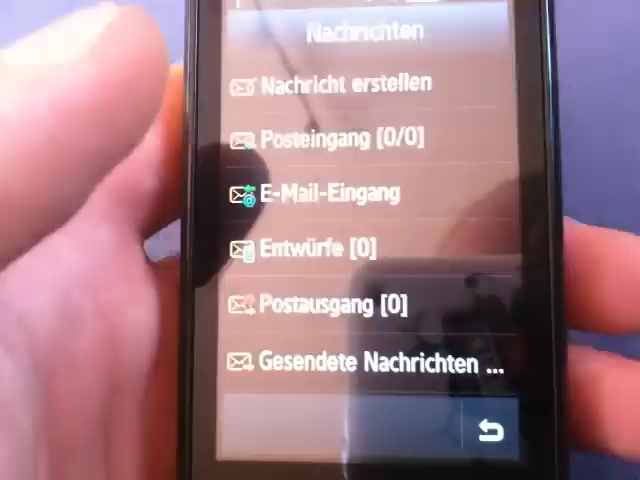 Nachrichten
Nachricht erstellen
Posteingang [0/0]
E-Mail-Eingang
Entwürfe [0]
Postausgang [0]
Gesendete Nachrichten ...